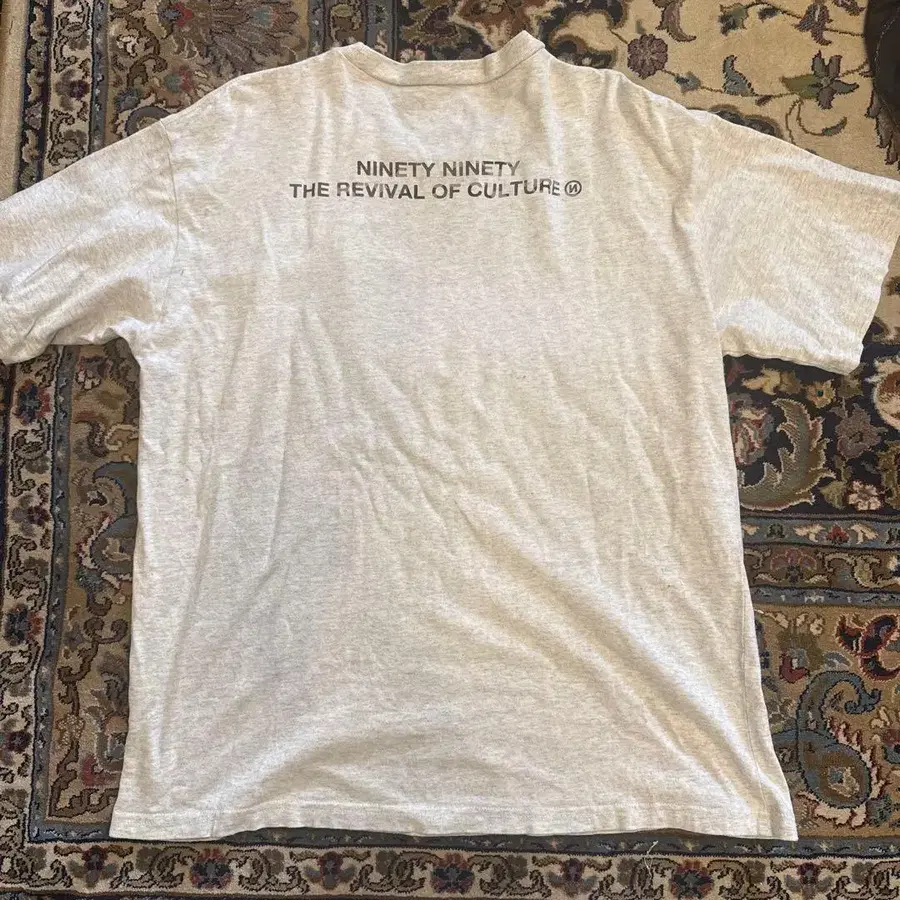 NINETY NINETY
THE REVIVAL OF CULTURE Ⓝ